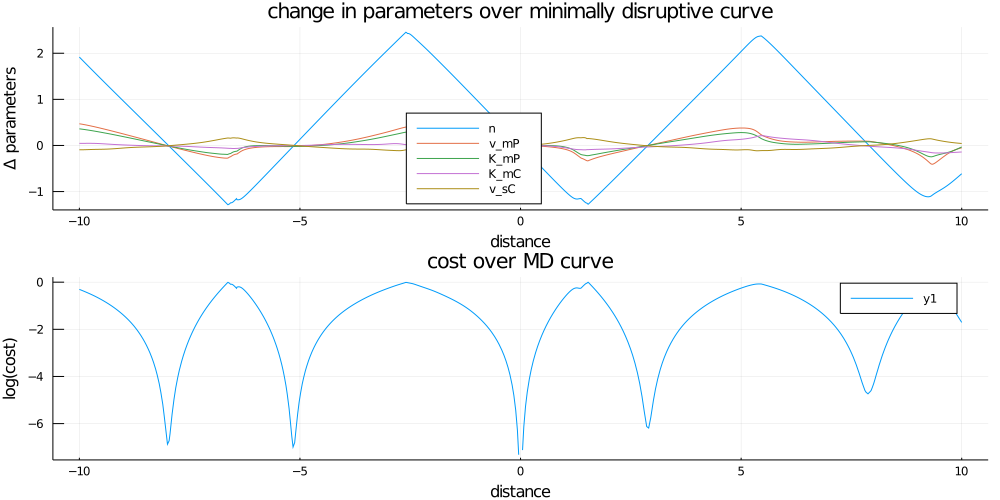 change in parameters over minimally disruptive curve
Δ parameters
2
1
0
−1
n
v_mP
K_mP
K_mC
v_sC
−10
−5
0
5
10
distance
cost over MD curve
log(cost)
0
−2
−4
−6
y1
−10
−5
0
5
10
distance